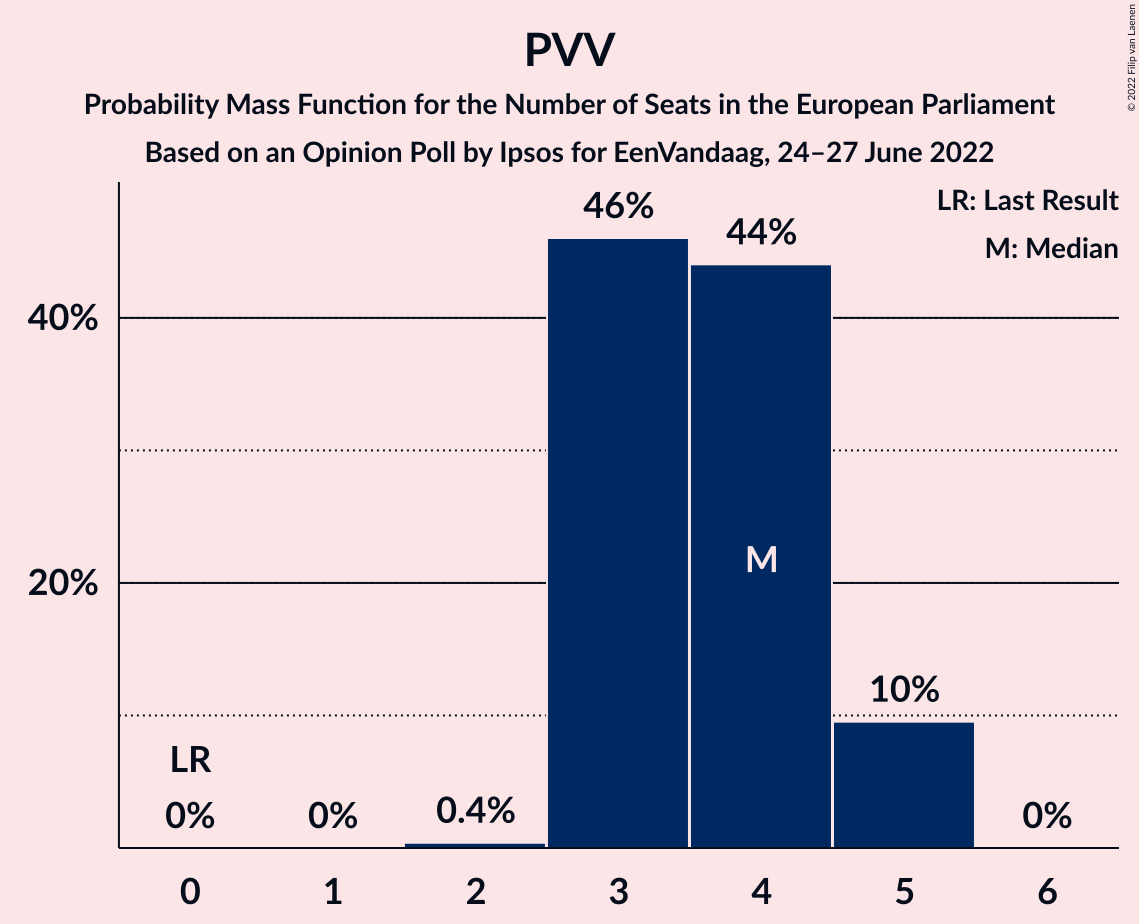 PVV
Probability Mass Function for the Number of Seats in the European Parliament
Based on an Opinion Poll by Ipsos for EenVandaag, 24–27 June 2022
© 2022 Filip van Laenen
LR: Last Result
M: Median
46%
44%
40%
M
20%
10%
LR
0%
0%
0.4%
0%
0
1
2
3
4
5
6